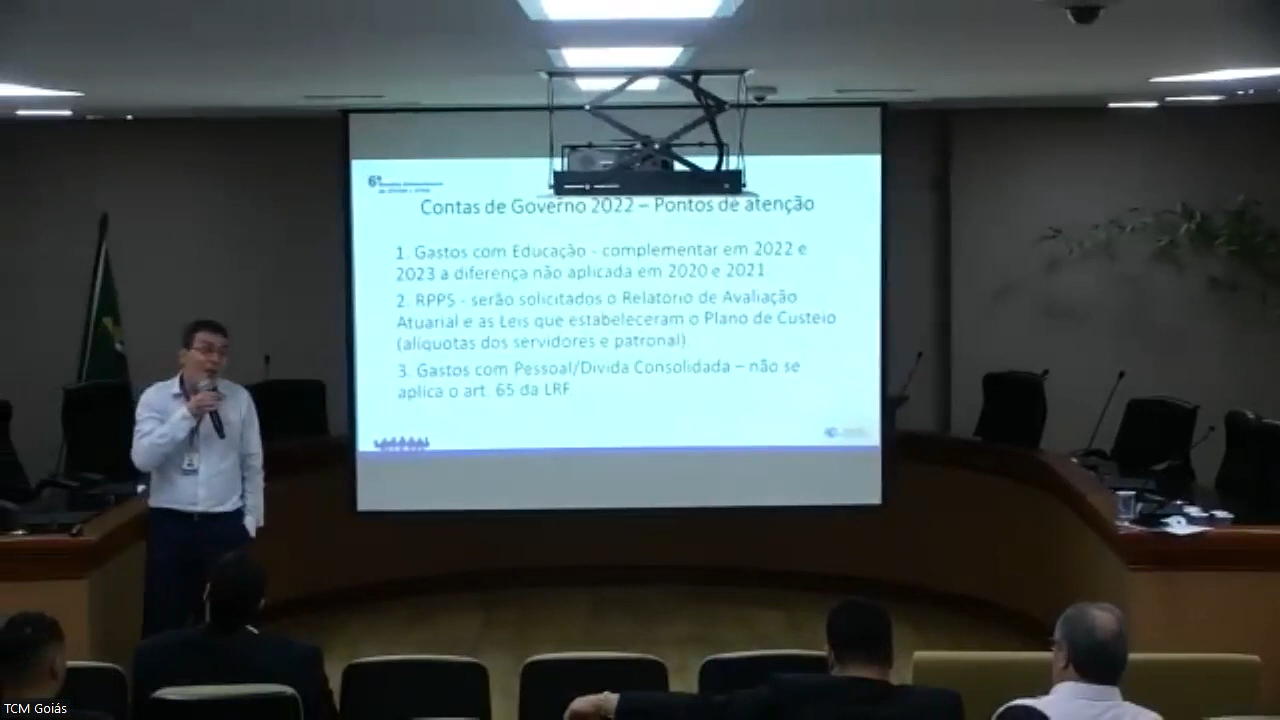 6ª
Contas de Governo 2022 – Pontos de atenção
1. Gastos com Educação - complementar em 2022 e
2023 a diferença não aplicada em 2020 e 2021
2. RPPS - serão solicitados o Relatório de Avaliação
Atuarial e as Leis que estabeleceram o Plano de Custeio
(alíquotas dos servidores e patronal)
3. Gastos com Pessoal/Dívida Consolidada – não se
aplica o art. 65 da LRF
TCM Goiás